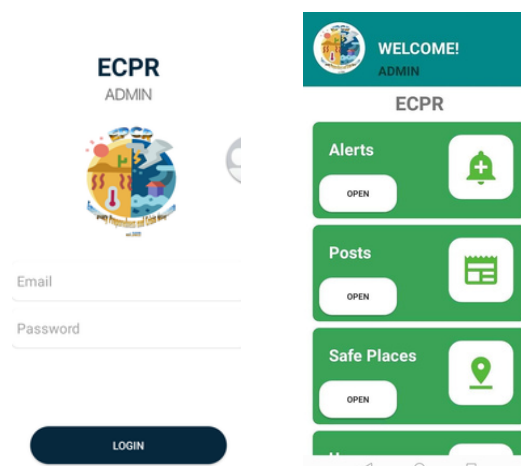 ECPR
ADMIN
Email
Password
LOGIN
WELCOME!
ADMIN
ECPR
Alerts
OPEN
Posts
OPEN
Safe Places
OPEN